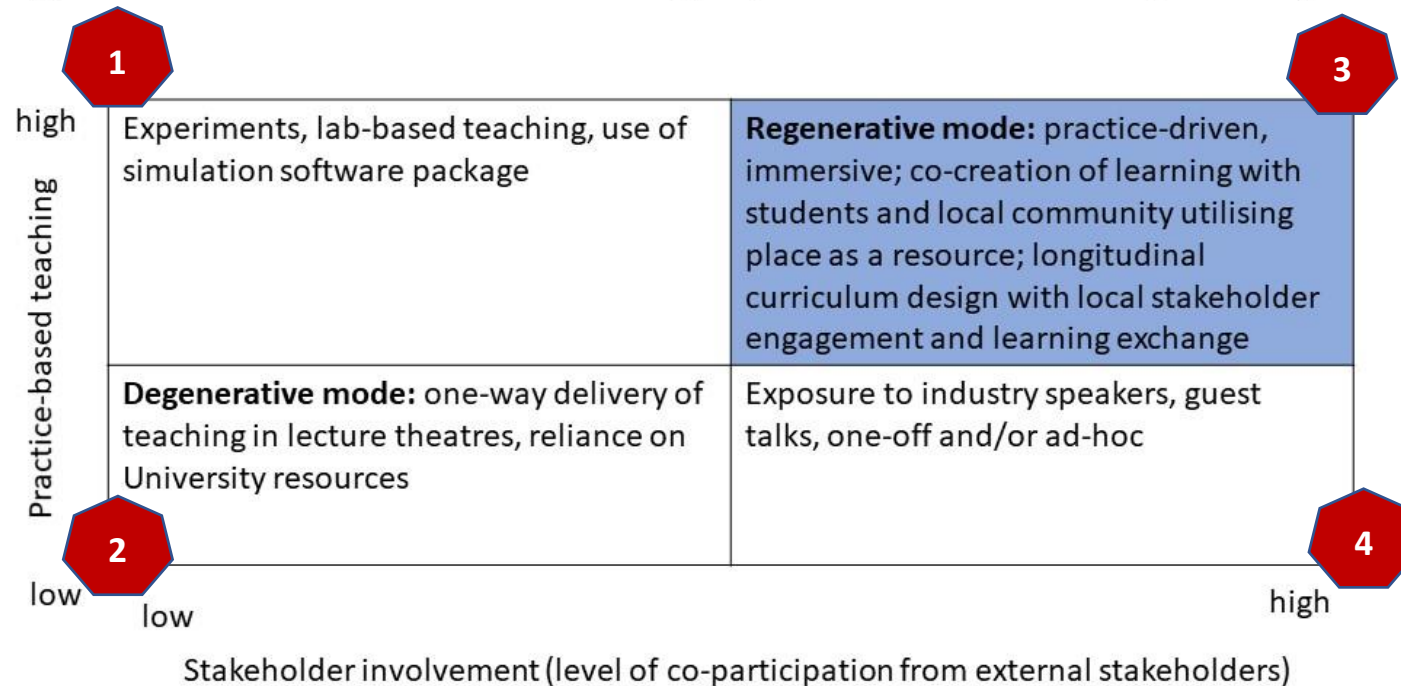 1
3
high
Experiments, lab-based teaching, use of
simulation software package
Regenerative mode: practice-driven,
immersive; co-creation of learning with
students and local community utilising
place as a resource; longitudinal
curriculum design with local stakeholder
engagement and learning exchange
Practice-based teaching
Degenerative mode: one-way delivery of
teaching in lecture theatres, reliance on
University resources
Exposure to industry speakers, guest
talks, one-off and/or ad-hoc
2
4
low
low
high
Stakeholder involvement (level of co-participation from external stakeholders)